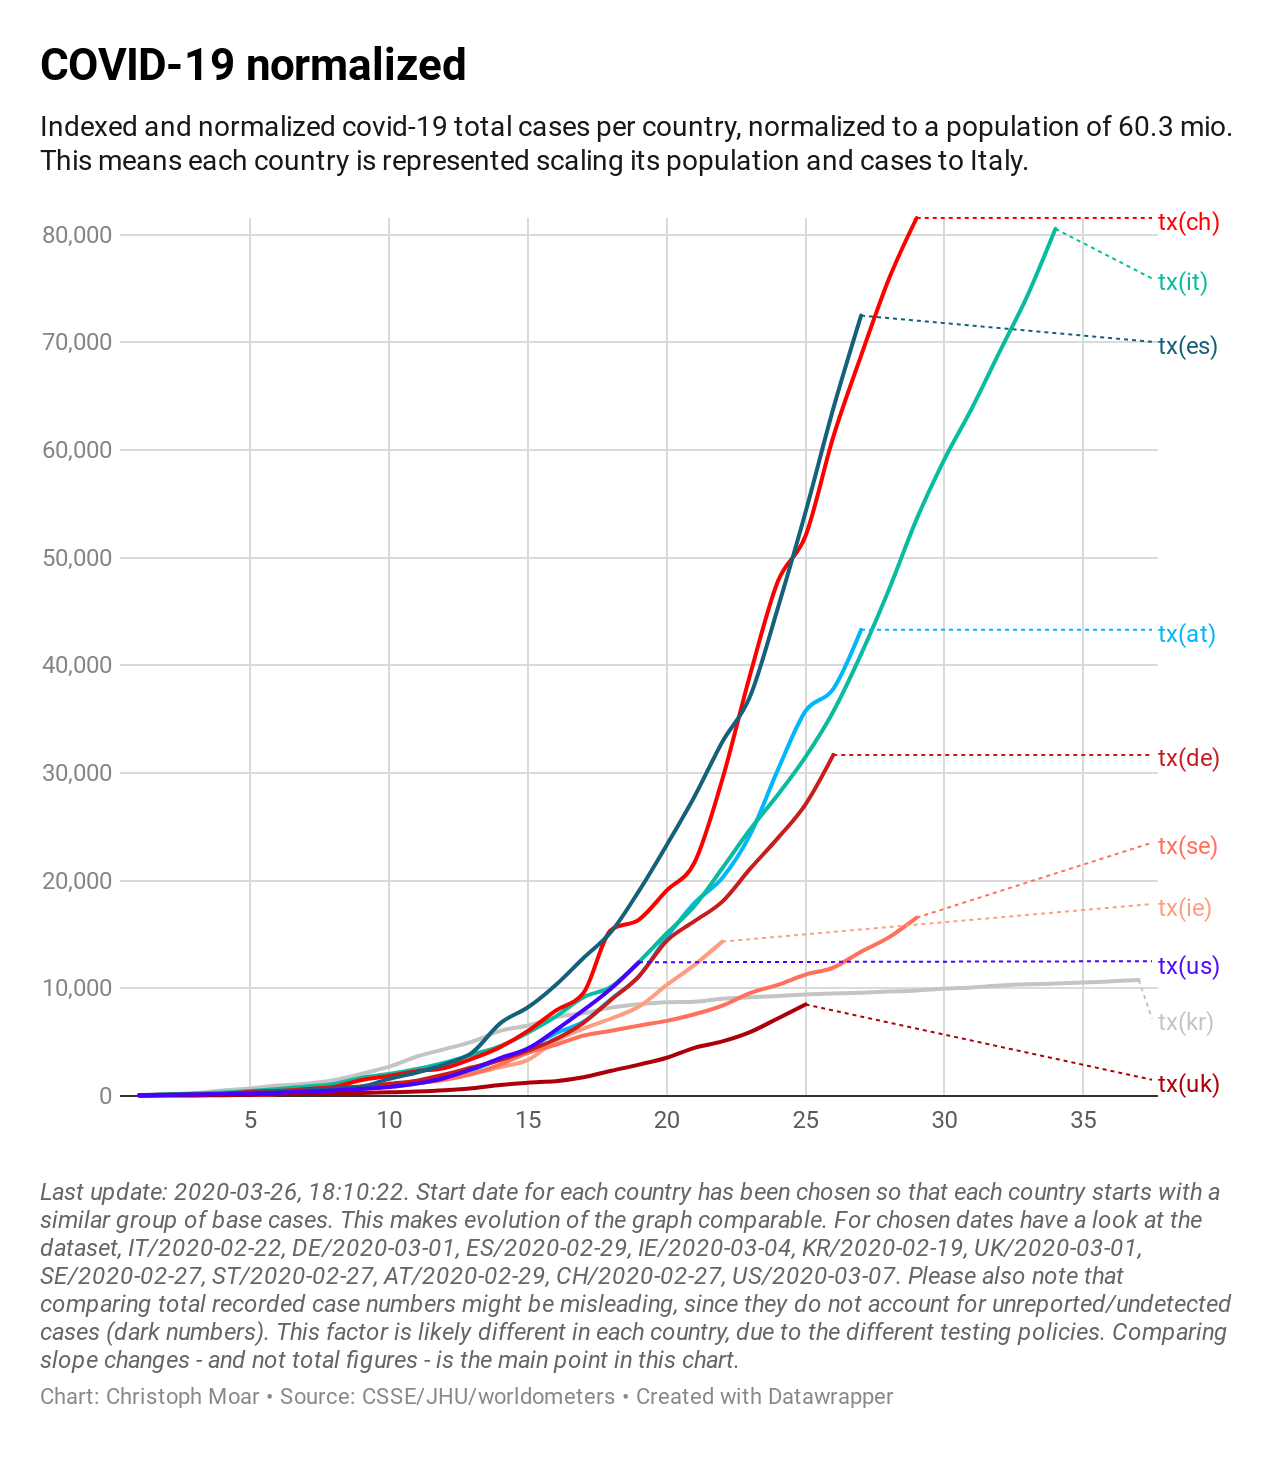 COVID-19 normalized
Indexed and normalized covid-19 total cases per country, normalized to a population of 60.3 mio.
This means each country is represented scaling its population and cases to Italy.
80,000
70,000
60,000
50,000
40,000
30,000
20,000
10,000
0
tx(ch)
tx(it)
tx(es)
tx(at)
tx(de)
tx(se)
tx(ie)
tx(us)
tx(kr)
tx(uk)
5 10 15 20 25 30 35
Last update: 2020-03-26, 18:10:22. Start date for each country has been chosen so that each country starts with a
similar group of base cases. This makes evolution of the graph comparable. For chosen dates have a look at the
dataset, IT/2020-02-22, DE/2020-03-01, ES/2020-02-29, IE/2020-03-04, KR/2020-02-19, UK/2020-03-01,
SE/2020-02-27, ST/2020-02-27, AT/2020-02-29, CH/2020-02-27, US/2020-03-07. Please also note that
comparing total recorded case numbers might be misleading, since they do not account for unreported/undetected
cases (dark numbers). This factor is likely different in each country, due to the different testing policies. Comparing
slope changes - and not total figures - is the main point in this chart.
Chart: Christoph Moar • Source: CSSE/JHU/worldometers • Created with Datawrapper